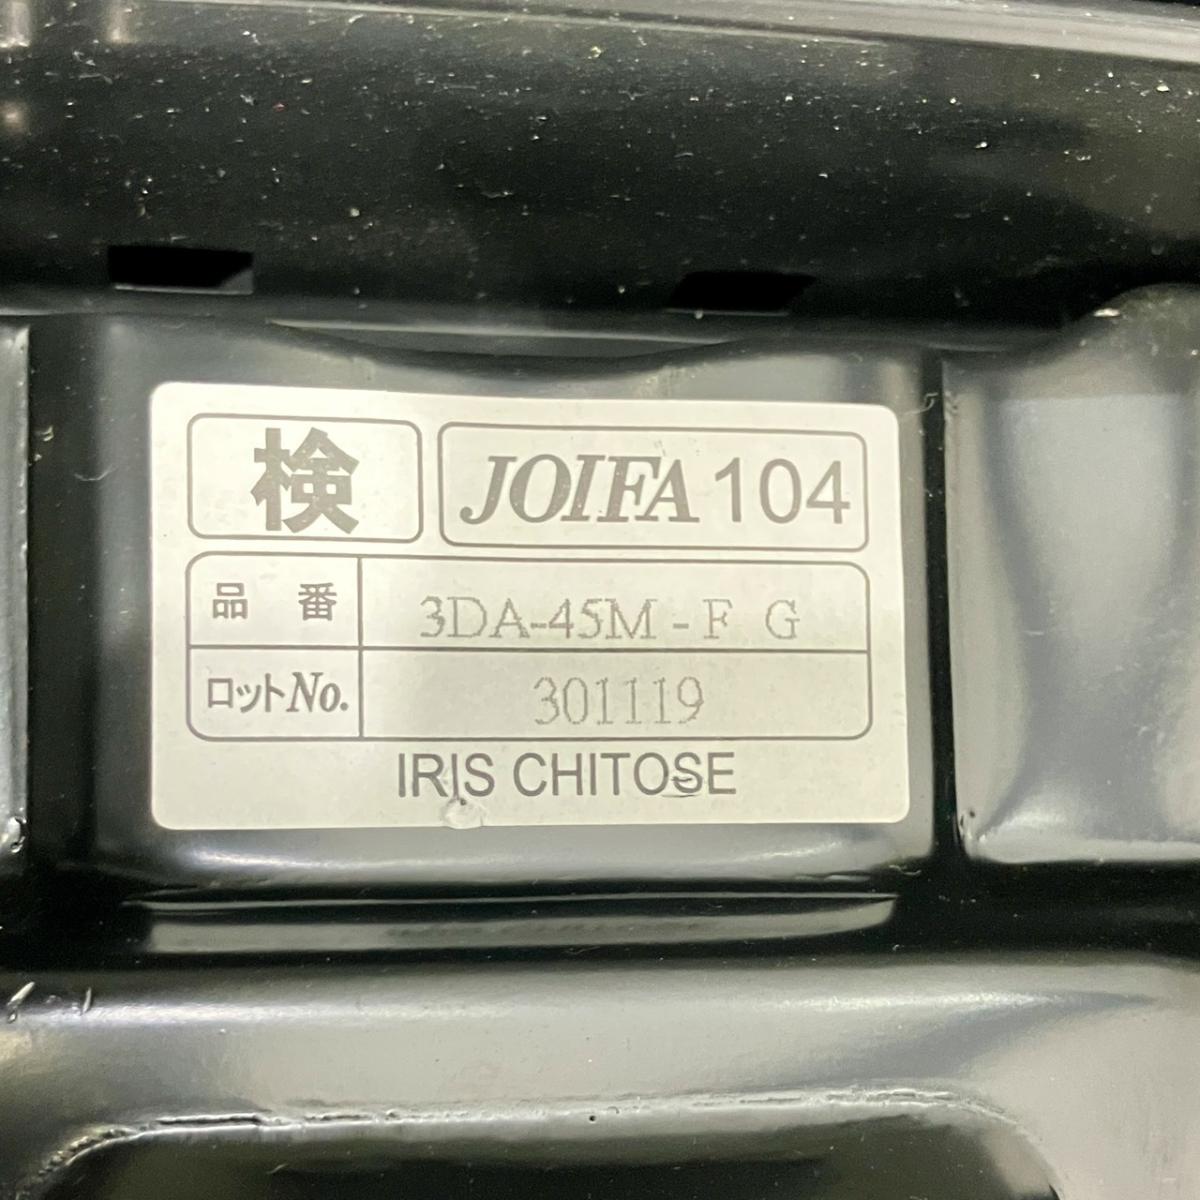 検 JOIFA 104
品 番 3DA-45M - F G
ロットNo. 301119
IRIS CHITOSE